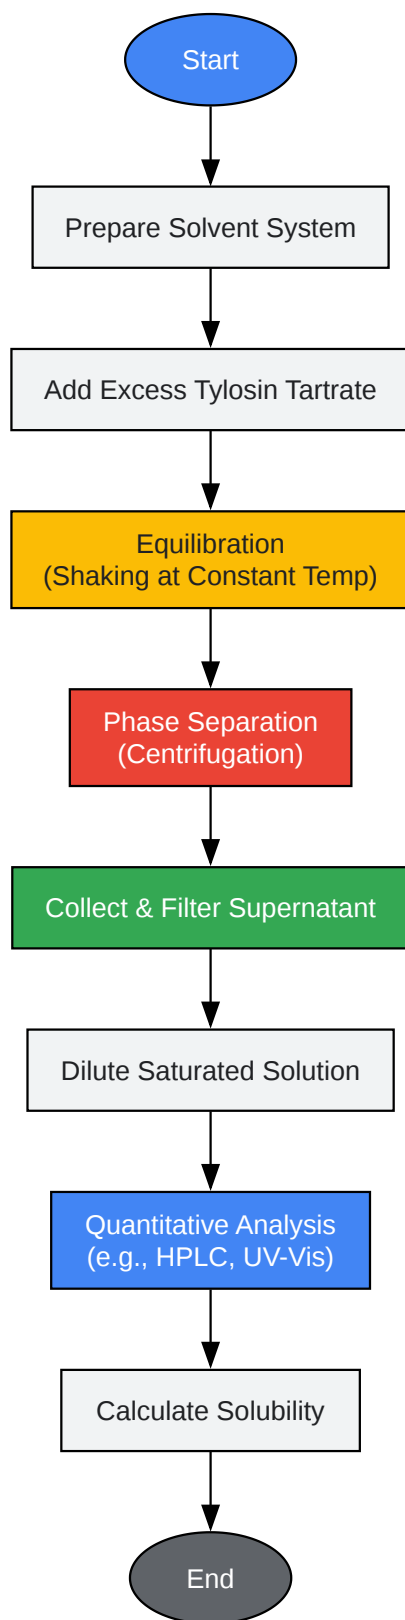 Start
Prepare Solvent System
Add Excess Tylosin Tartrate
Equilibration
(Shaking at Constant Temp)
Phase Separation
(Centrifugation)
Collect & Filter Supernatant
Dilute Saturated Solution
Quantitative Analysis
(e.g., HPLC, UV-Vis)
Calculate Solubility
End